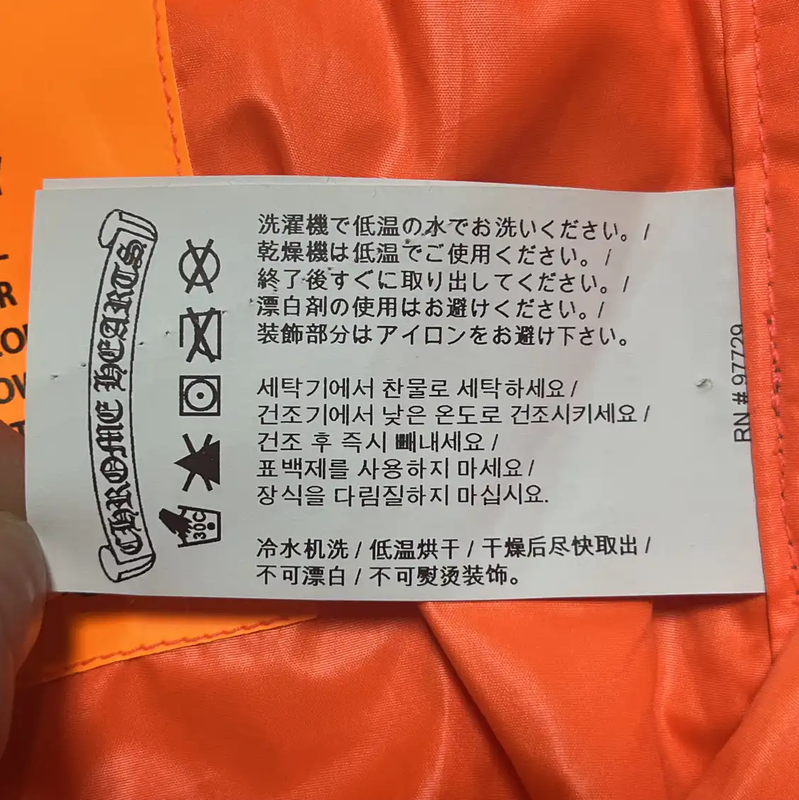 CHROME HEARTS
洗濯機で低温の水でお洗いください。/
乾燥機は低温でご使用ください。/
終了後すぐに取り出してください。/
漂白剤の使用はお避けください。/
装飾部分はアイロンをお避け下さい。
세탁기에서 찬물로 세탁하세요 /
건조기에서 낮은 온도로 건조시키세요 /
건조 후 즉시 빼내세요 /
표백제를 사용하지 마세요 /
장식을 다림질하지 마십시요.
冷水机洗 / 低温烘干 / 干燥后尽快取出 /
不可漂白 / 不可熨烫装饰。
30C
RN # 97729